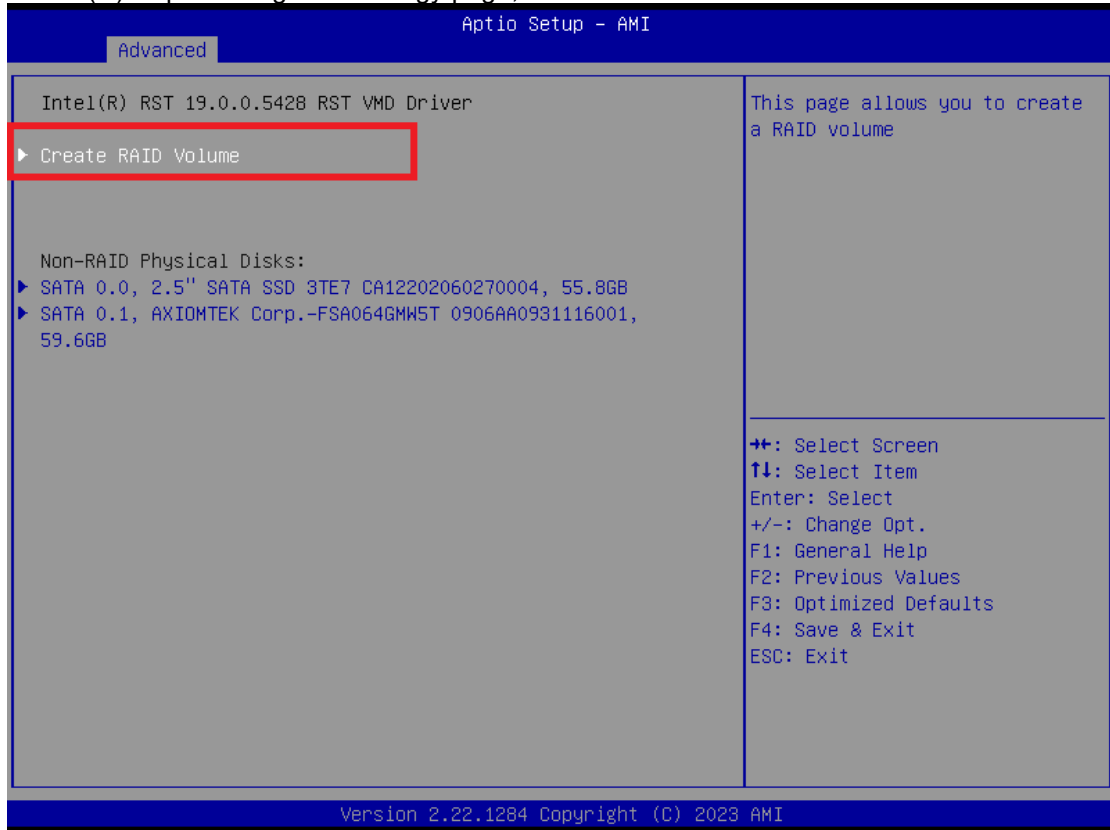 Aptio Setup - AMI
Advanced
Intel(R) RST 19.0.0.5428 RST VMD Driver
► Create RAID Volume
Non-RAID Physical Disks:
► SATA 0.0, 2.5" SATA SSD 3TE7 CA12202060270004, 55.8GB
► SATA 0.1, AXIOMTEK Corp.-FSA064GMW5T 0906AA0931116001,
59.6GB
This page allows you to create
a RAID volume
→←: Select Screen
↑↓: Select Item
Enter: Select
+/-: Change Opt.
F1: General Help
F2: Previous Values
F3: Optimized Defaults
F4: Save & Exit
ESC: Exit
Version 2.22.1284 Copyright (C) 2023 AMI